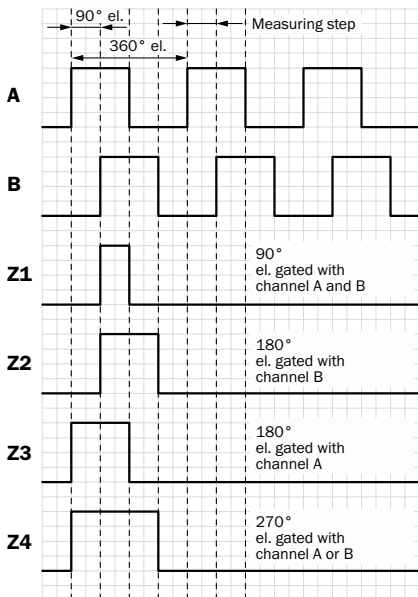 90° el.
Measuring step
360° el.
A
B
Z1
90°
el. gated with
channel A and B
Z2
180°
el. gated with
channel B
Z3
180°
el. gated with
channel A
Z4
270°
el. gated with
channel A or B